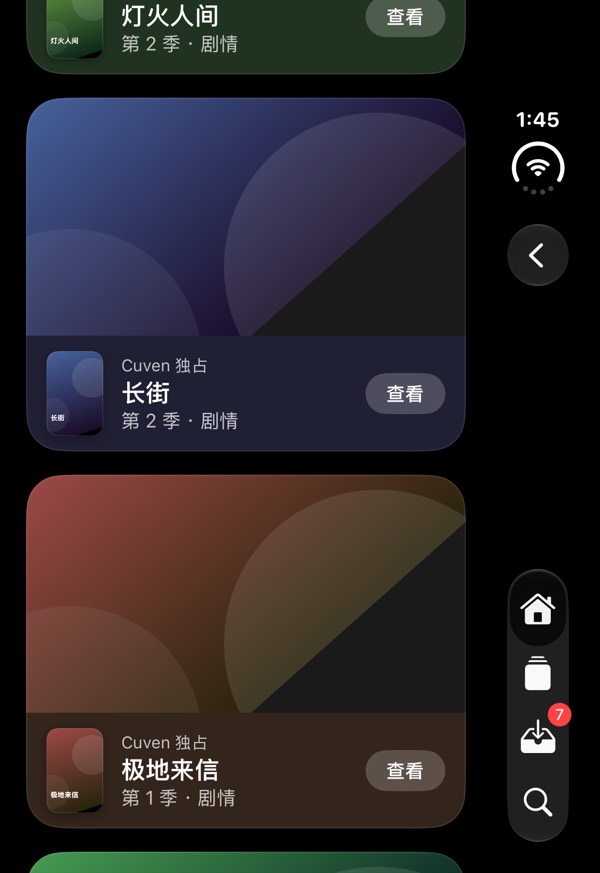 灯火人间
灯火人间
第 2 季 · 剧情
查看
1:45
Cuven 独占
长街
长街
第 2 季 · 剧情
查看
7
Cuven 独占
极地来信
极地来信
第 1 季 · 剧情
查看